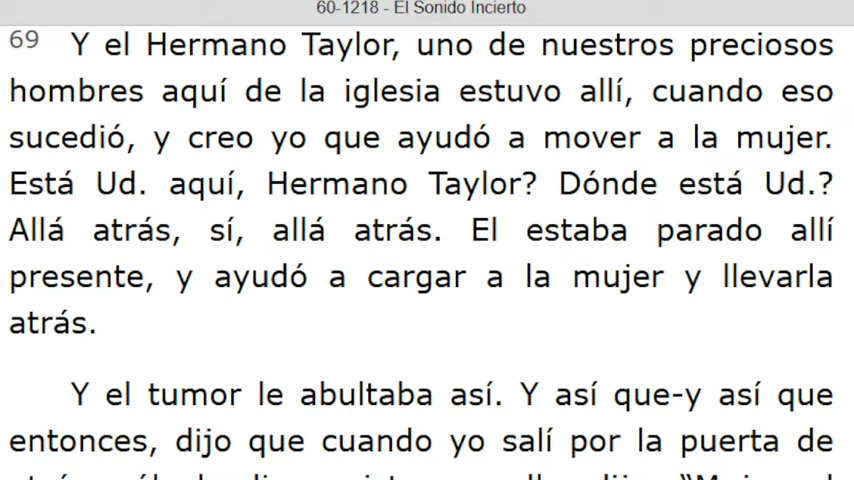 60-1218 - El Sonido Incierto
69 Y el Hermano Taylor, uno de nuestros preciosos
hombres aquí de la iglesia estuvo allí, cuando eso
sucedió, y creo yo que ayudó a mover a la mujer.
Está Ud. aquí, Hermano Taylor? Dónde está Ud.?
Allá atrás, sí, allá atrás. El estaba parado allí
presente, y ayudó a cargar a la mujer y llevarla
atrás.
Y el tumor le abultaba así. Y así que-y así que
entonces, dijo que cuando yo salí por la puerta de